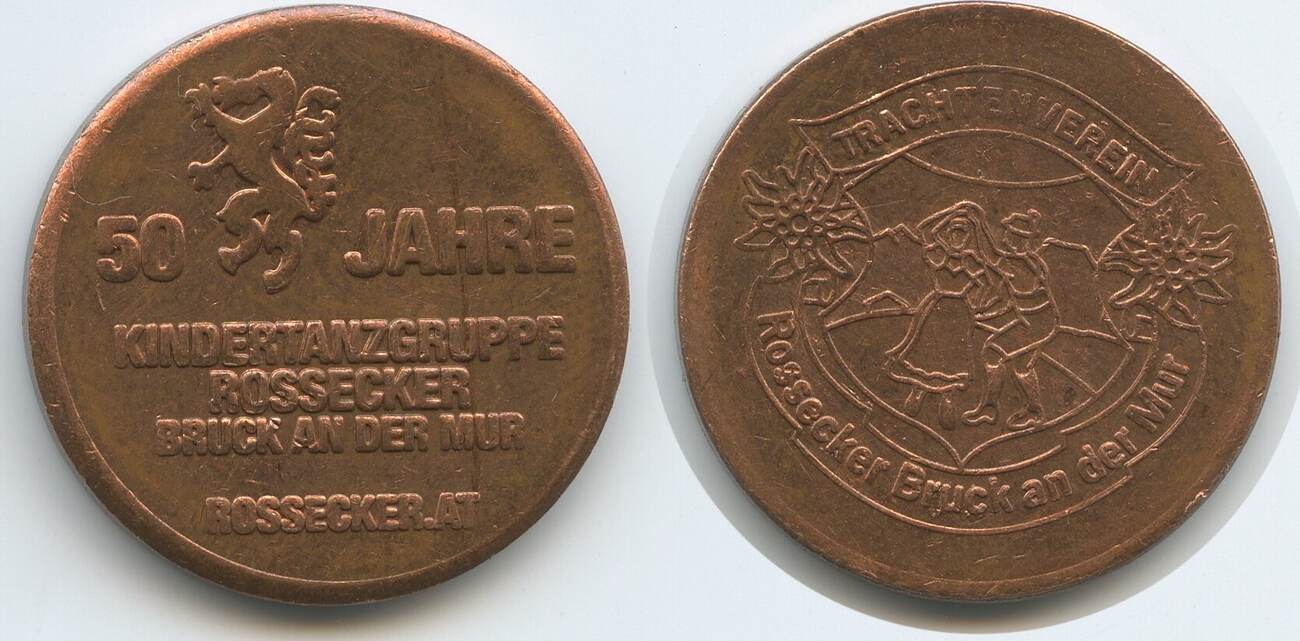 50 JAHRE
KINDERTANZGRUPPE
ROSSECKER
BRUCK AN DER MUR
ROSSECKER.AT
TRACHTENVEREIN
D'
Rossecker Bruck an der Mur